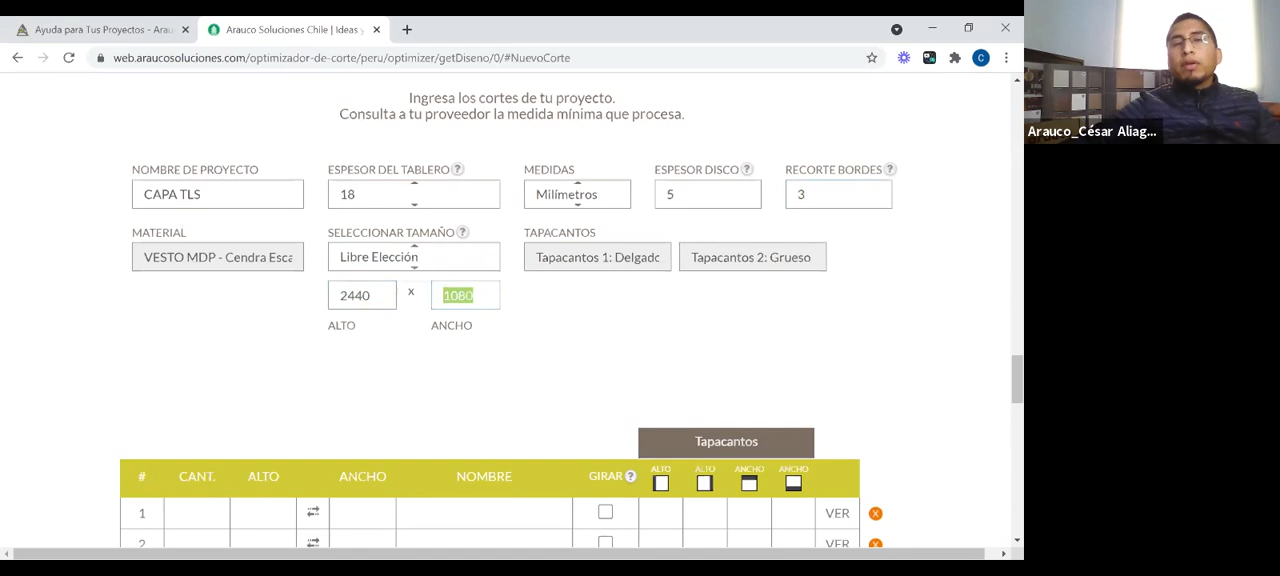 Ayuda para Tus Proyectos - Arau
Arauco Soluciones Chile | Ideas y
web.araucosoluciones.com/optimizador-de-corte/peru/optimizer/getDiseno/0/#NuevoCorte
C
Ingresa los cortes de tu proyecto.
Consulta a tu proveedor la medida mínima que procesa.
NOMBRE DE PROYECTO ESPESOR DEL TABLERO ? MEDIDAS ESPESOR DISCO ? RECORTE BORDES ?
CAPA TLS 18 Milímetros 5 3
MATERIAL SELECCIONAR TAMAÑO ? TAPACANTOS
VESTO MDP - Cendra Esca Libre Elección Tapacantos 1: Delgado Tapacantos 2: Grueso
2440 x 1080
ALTO ANCHO
Tapacantos
# CANT. ALTO ANCHO NOMBRE GIRAR ? ALTO ALTO ANCHO ANCHO
1 VER X
2 VER X
Arauco_César Aliag...